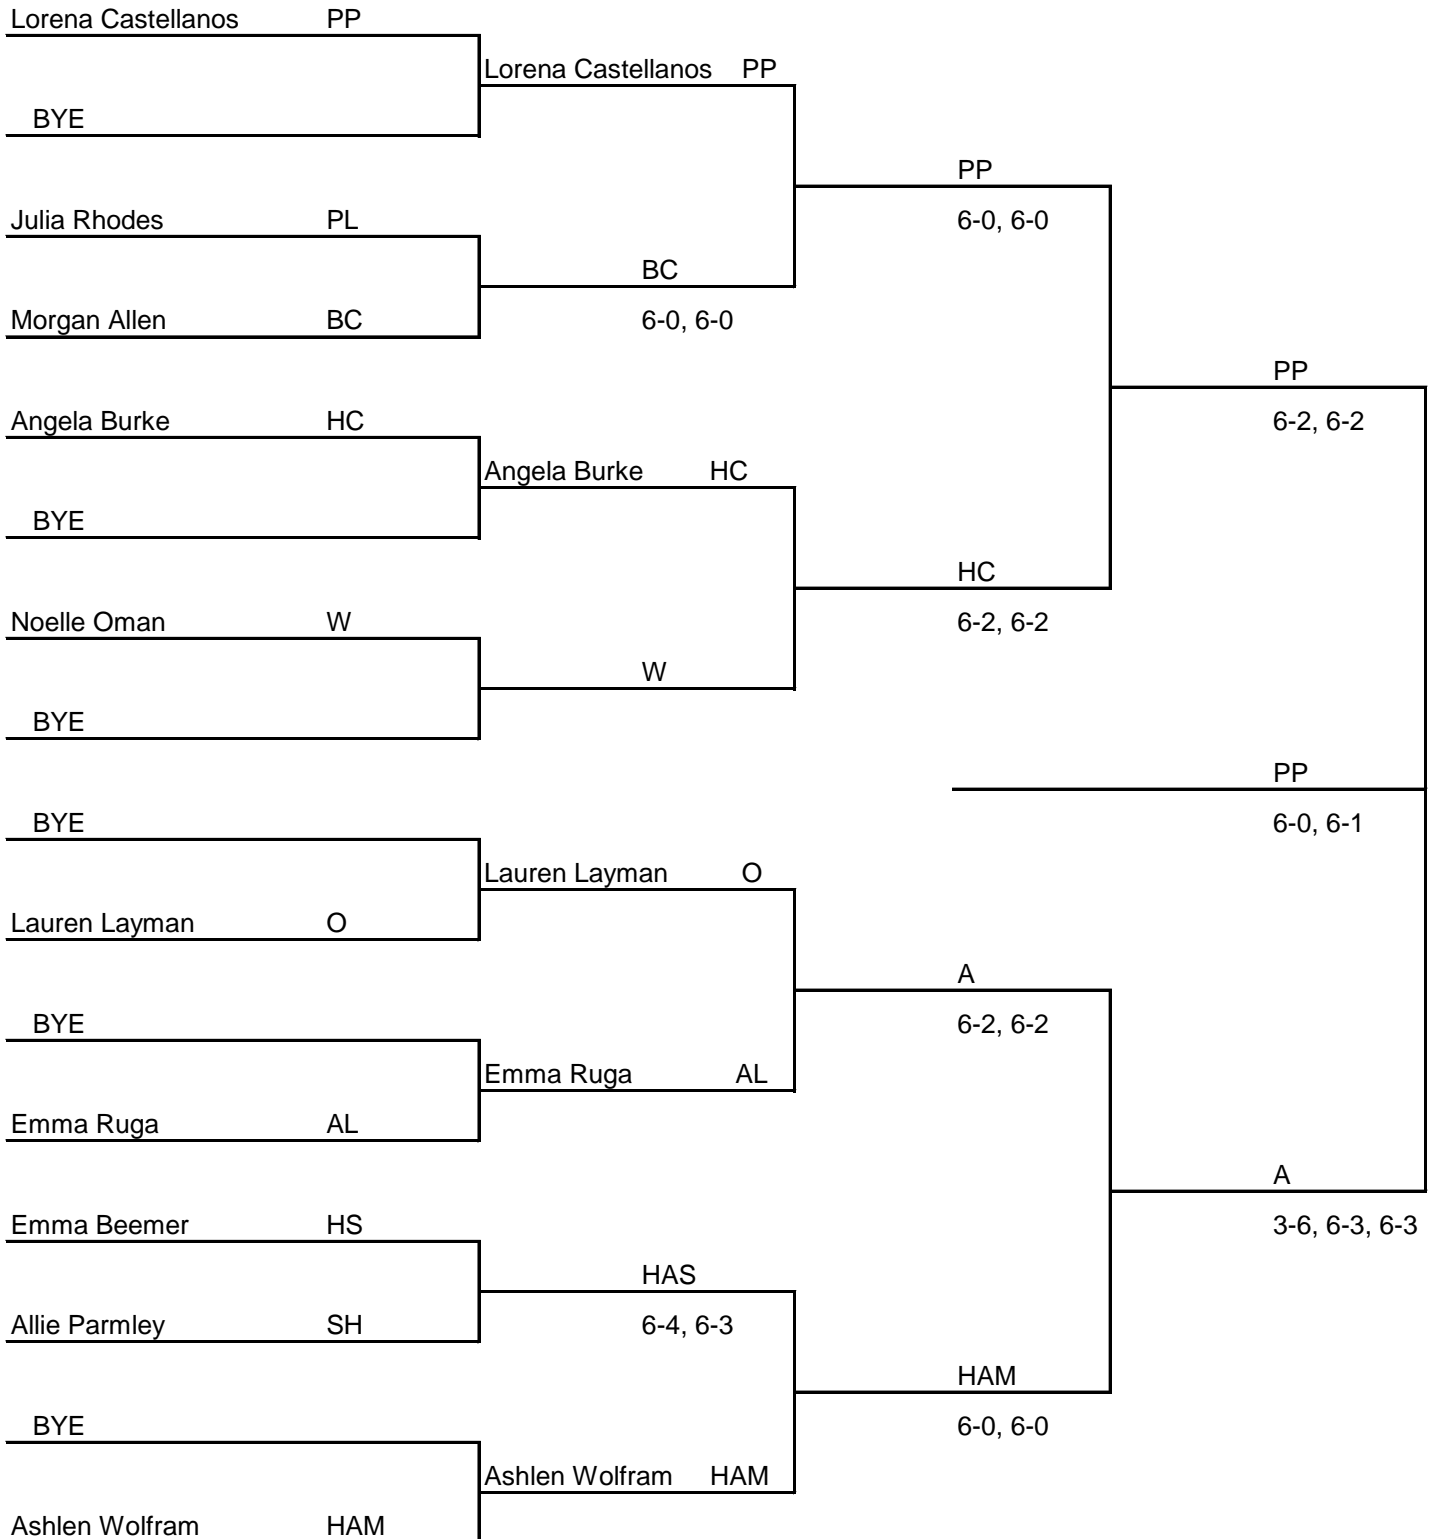 Lorena Castellanos PP
Lorena Castellanos PP
BYE
PP
Julia Rhodes PL
6-0, 6-0
BC
Morgan Allen BC
6-0, 6-0
PP
Angela Burke HC
6-2, 6-2
Angela Burke HC
BYE
HC
Noelle Oman W
6-2, 6-2
W
BYE
PP
BYE
6-0, 6-1
Lauren Layman O
Lauren Layman O
A
BYE
6-2, 6-2
Emma Ruga AL
Emma Ruga AL
A
Emma Beemer HS
3-6, 6-3, 6-3
HAS
Allie Parmley SH
6-4, 6-3
HAM
BYE
6-0, 6-0
Ashlen Wolfram HAM
Ashlen Wolfram HAM